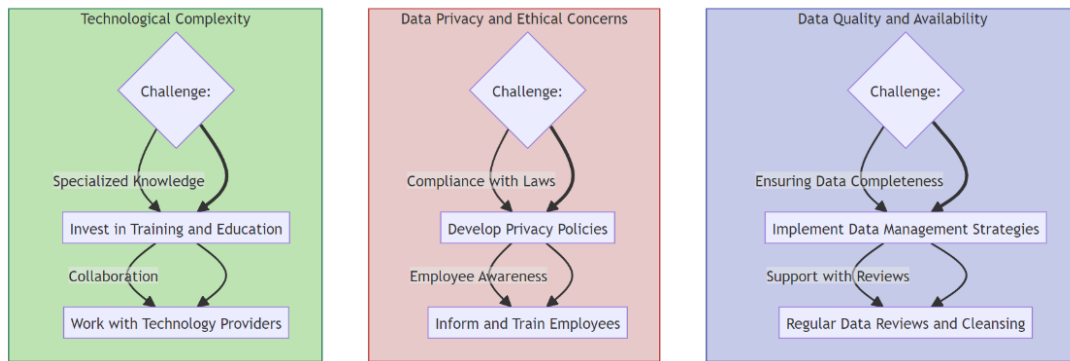 Technological Complexity
Challenge:
Specialized Knowledge
Invest in Training and Education
Collaboration
Work with Technology Providers
Data Privacy and Ethical Concerns
Challenge:
Compliance with Laws
Develop Privacy Policies
Employee Awareness
Inform and Train Employees
Data Quality and Availability
Challenge:
Ensuring Data Completeness
Implement Data Management Strategies
Support with Reviews
Regular Data Reviews and Cleansing